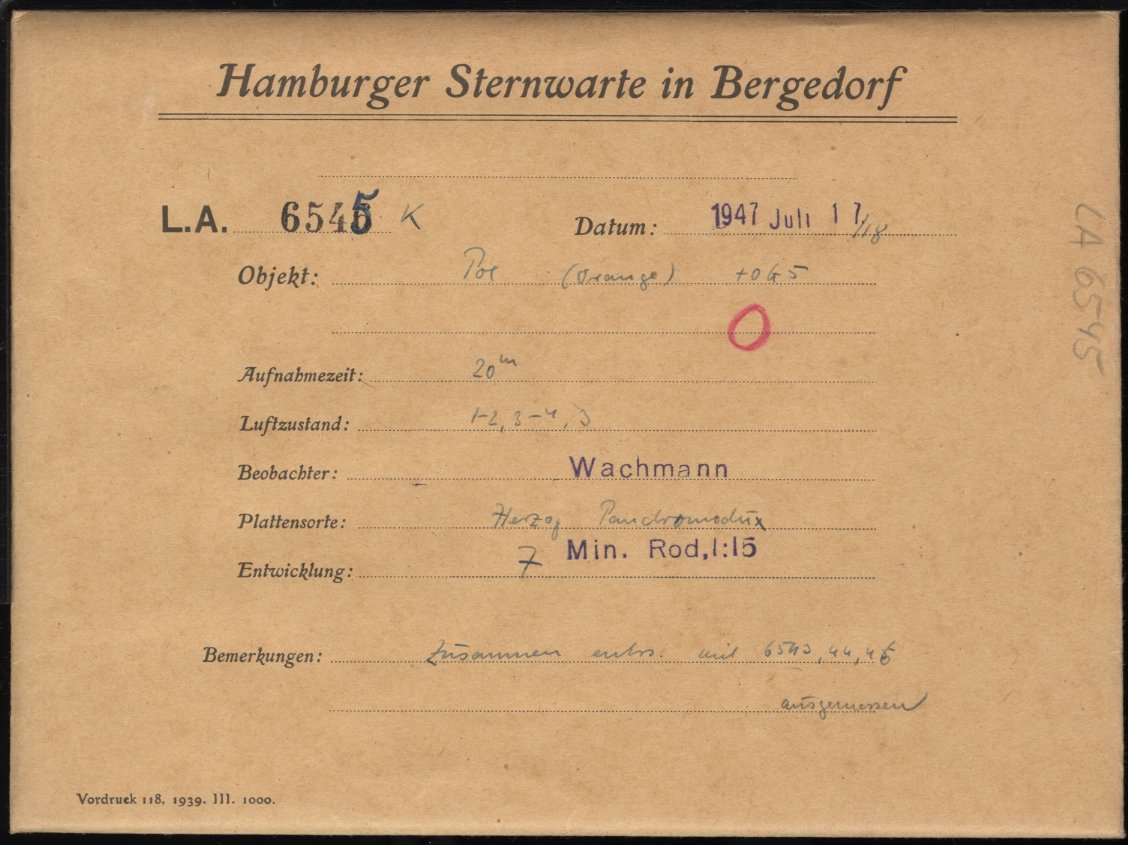 Hamburger Sternwarte in Bergedorf
L.A. 6545 K Datum: 1947 Juli 17/18
Objekt: Pol (Orange) +0G5
O
Aufnahmezeit: 20m
Luftzustand: 1-2, 3-4, 3
Beobachter: Wachmann
Plattensorte: Herzog
Entwicklung: 7 Min. Rod, 1:15
Bemerkungen: Zusammen entw. mit 6543, 44, 46
ausgemessen
Vordruck 118. 1939. III. 1000.
LA 6545